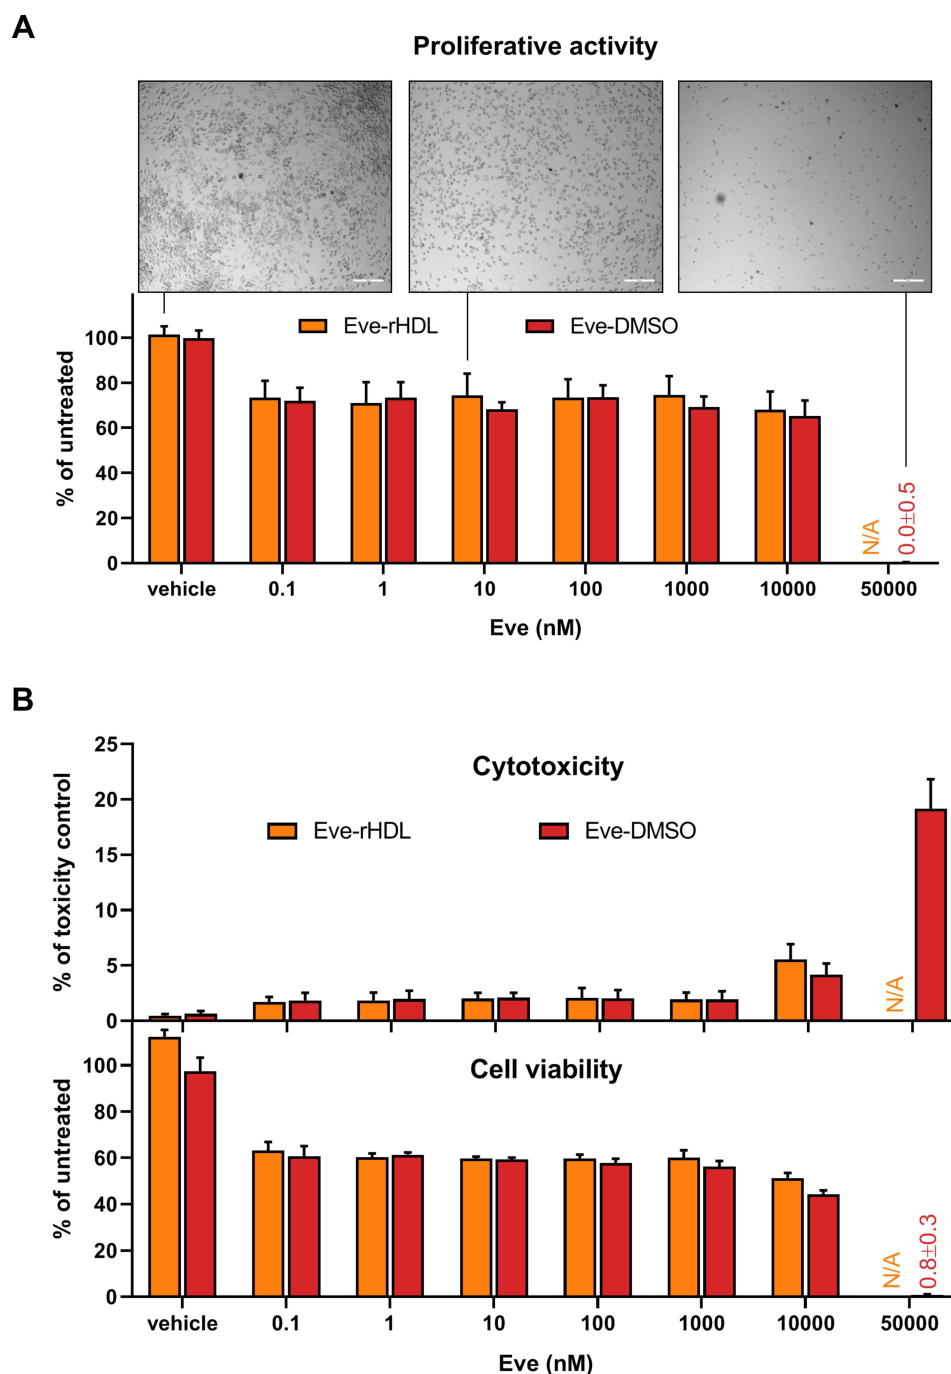 A
Proliferative activity
Eve-rHDL
Eve-DMSO
% of untreated
100
80
60
40
20
0
N/A
0.0±0.5
vehicle 0.1 1 10 100 1000 10000 50000
Eve (nM)
B
Cytotoxicity
Eve-rHDL
Eve-DMSO
% of toxicity control
25
20
15
10
5
0
N/A
Cell viability
% of untreated
100
80
60
40
20
0
N/A
0.8±0.3
vehicle 0.1 1 10 100 1000 10000 50000
Eve (nM)